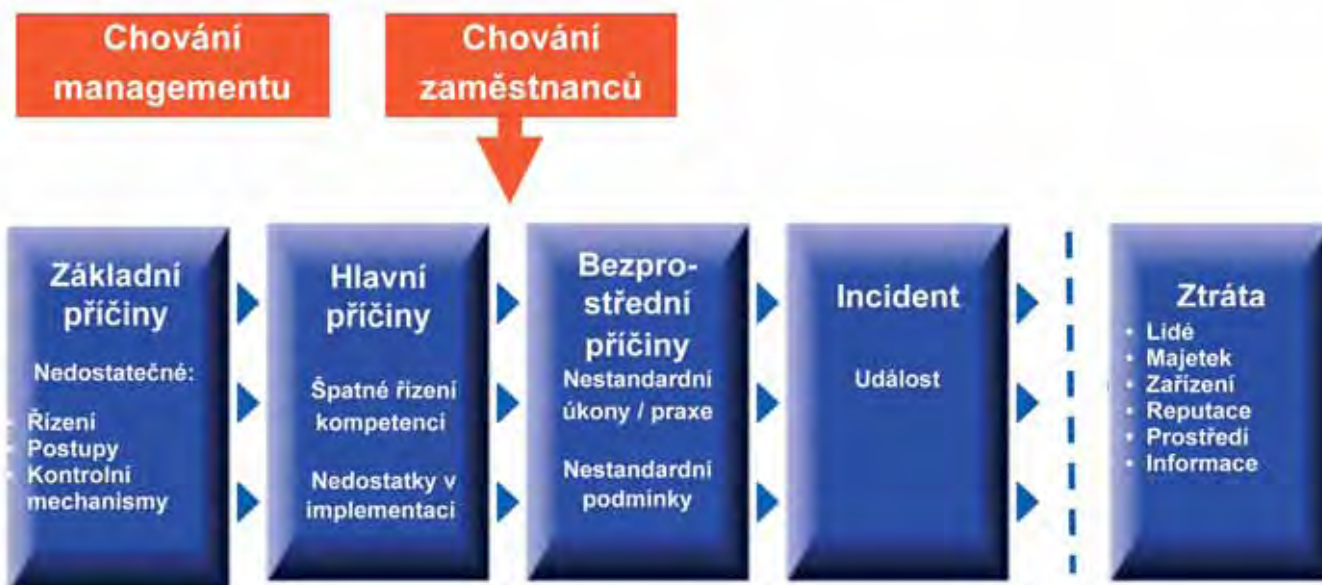 Chování
managementu
Chování
zaměstnanců
Základní
příčiny
Nedostatečné:
• Řízení
• Postupy
• Kontrolní
mechanismy
Hlavní
příčiny
Špatné řízení
kompetencí
Nedostatky v
implementaci
Bezpro-
střední
příčiny
Nestandardní
úkony / praxe
Nestandardní
podmínky
Incident
Událost
Ztráta
• Lidé
• Majetek
• Zařízení
• Reputace
• Prostředí
• Informace